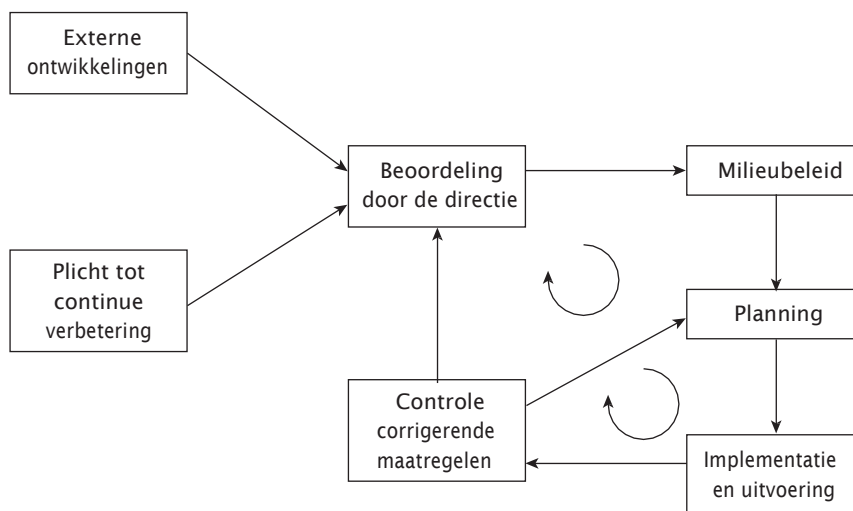 Externe
ontwikkelingen
Beoordeling
door de directie
Milieubeleid
Plicht tot
continue
verbetering
Planning
Controle
corrigerende
maatregelen
Implementatie
en uitvoering